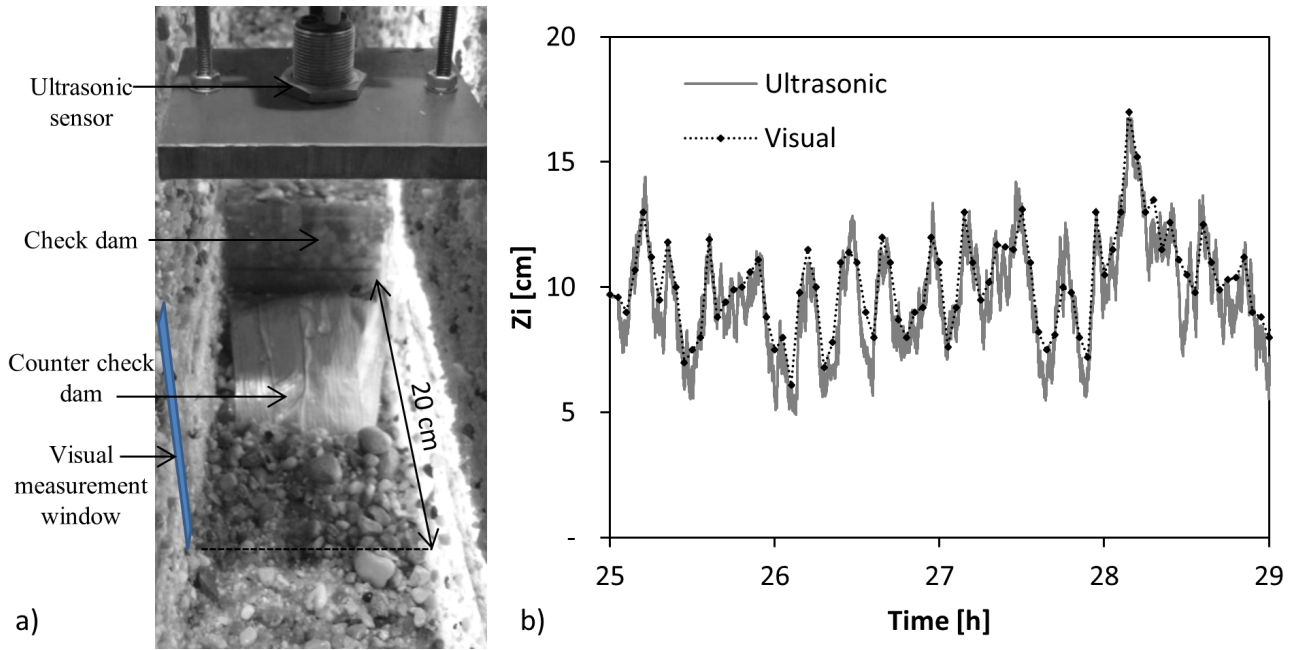 Ultrasonic
sensor
Check dam
Counter check
dam
Visual
measurement
window
20 cm
a)
20
15
10
5
-
Zi [cm]
Ultrasonic
Visual
25 26 27 28 29
Time [h]
b)